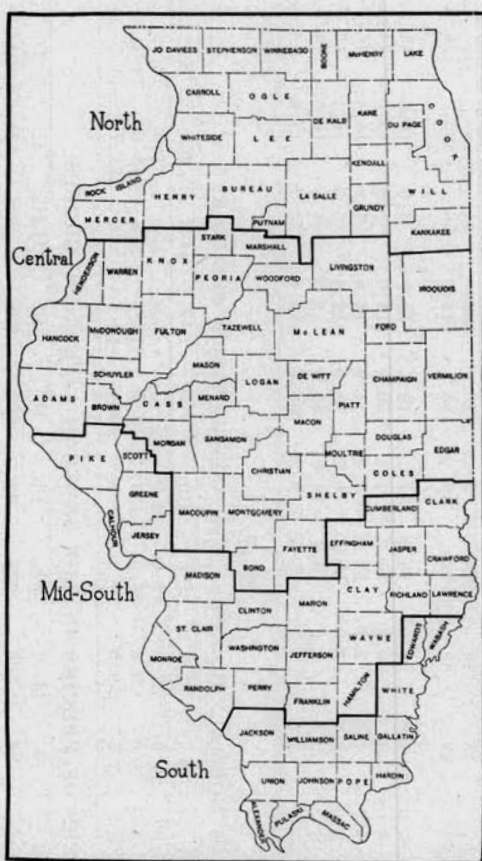 JO DAVIESS STEPHENSON WINNEBAGO BOONE McHENRY LAKE
CARROLL OGLE DE KALB KANE COOK
North
DU PAGE
WHITESIDE LEE
KENDALL
ROCK ISLAND HENRY BUREAU LA SALLE WILL
GRUNDY
MERCER PUTNAM
KANKAKEE
STARK MARSHALL
Central
HENDERSON WARREN KNOX PEORIA WOODFORD LIVINGSTON
IROQUOIS
HANCOCK McDONOUGH FULTON TAZEWELL McLEAN FORD
MASON
SCHUYLER LOGAN DE WITT CHAMPAIGN VERMILION
ADAMS BROWN CASS MENARD PIATT
MACON
MORGAN SANGAMON DOUGLAS
PIKE SCOTT MOULTRIE EDGAR
CHRISTIAN COLES
GREENE SHELBY
CLARK
CALHOUN MACOUPIN MONTGOMERY CUMBERLAND
JERSEY EFFINGHAM JASPER
FAYETTE CRAWFORD
BOND
MADISON
Mid-South
CLAY RICHLAND LAWRENCE
CLINTON MARION
ST. CLAIR WAYNE EDWARDS WABASH
WASHINGTON JEFFERSON
MONROE
RANDOLPH PERRY HAMILTON WHITE
FRANKLIN
JACKSON WILLIAMSON SALINE GALLATIN
South
UNION JOHNSON POPE HARDIN
ALEXANDER PULASKI MASSAC